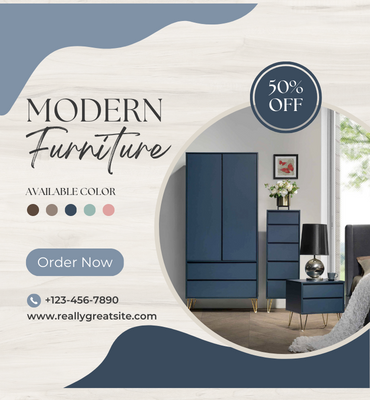 50%
OFF
MODERN
Furniture
AVAILABLE COLOR
Order Now
+123-456-7890
www.reallygreatsite.com